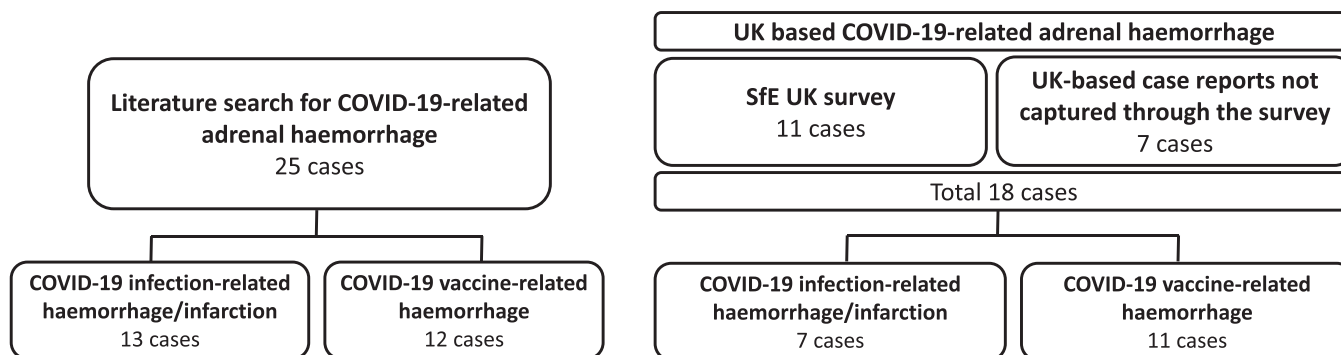 Literature search for COVID-19-related
adrenal haemorrhage
25 cases
COVID-19 infection-related
haemorrhage/infarction
13 cases
COVID-19 vaccine-related
haemorrhage
12 cases
UK based COVID-19-related adrenal haemorrhage
SfE UK survey
11 cases
UK-based case reports not
captured through the survey
7 cases
Total 18 cases
COVID-19 infection-related
haemorrhage/infarction
7 cases
COVID-19 vaccine-related
haemorrhage
11 cases